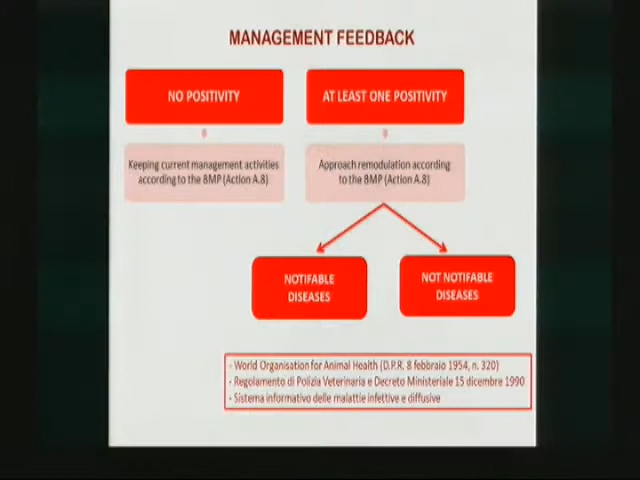 MANAGEMENT FEEDBACK
NO POSITIVITY
AT LEAST ONE POSITIVITY
Keeping current management activities
according to the BMP (Action A.8)
Approach remodulation according
to the BMP (Action A.8)
NOTIFABLE
DISEASES
NOT NOTIFABLE
DISEASES
- World Organisation for Animal Health (D.P.R. 8 febbraio 1954, n. 320)
- Regolamento di Polizia Veterinaria e Decreto Ministeriale 15 dicembre 1990
- Sistema informativo delle malattie infettive e diffusive